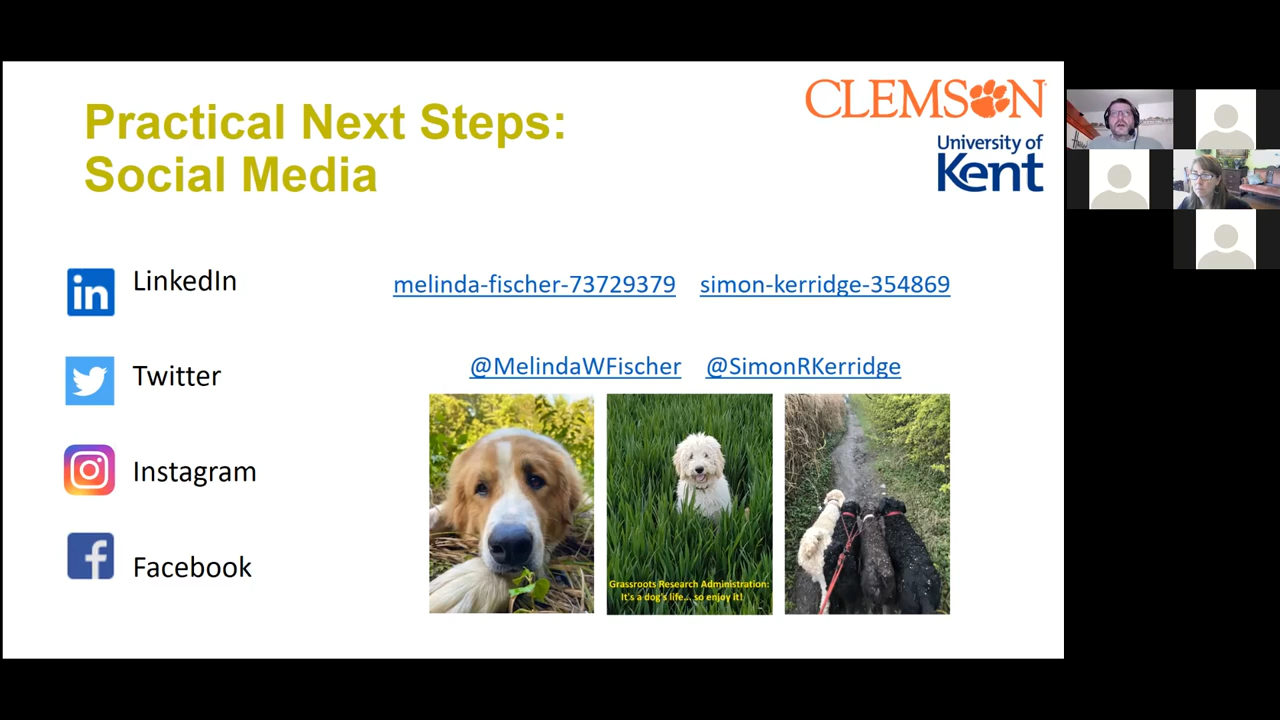 Practical Next Steps:
Social Media
CLEMSON
University of
Kent
LinkedIn
melinda-fischer-73729379 simon-kerridge-354869
Twitter
@MelindaWFischer @SimonRKerridge
Instagram
Facebook
Grassroots Research Administration:
It's a dog's life... so enjoy it!